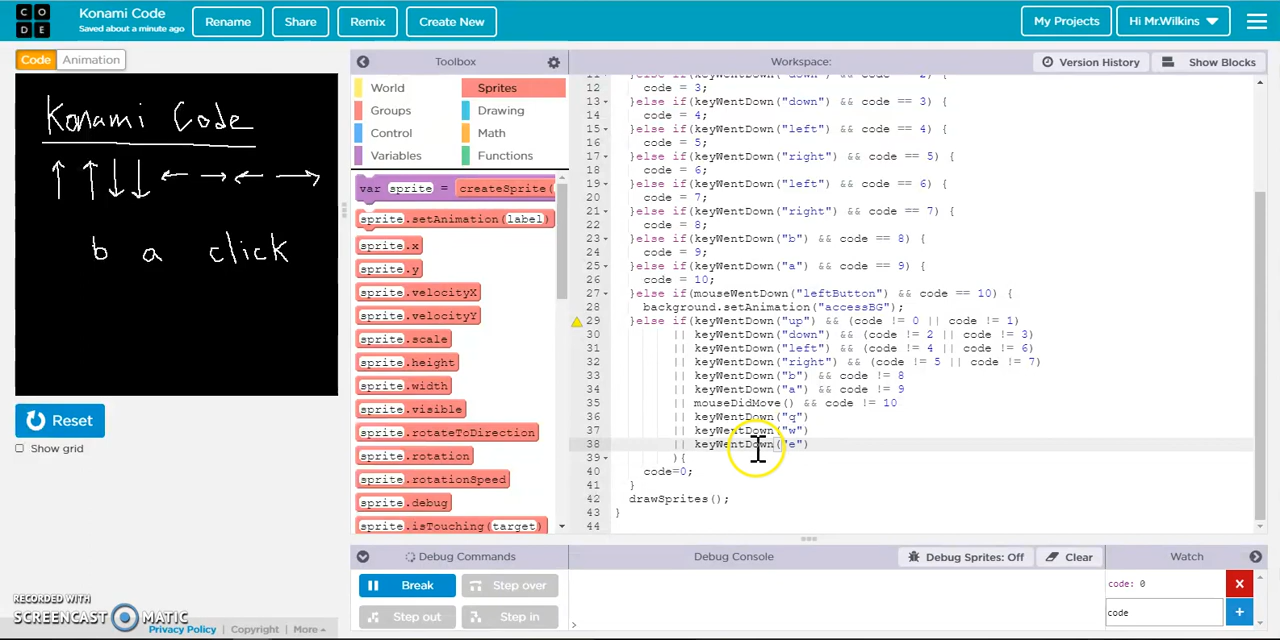 CODE
Konami Code
Saved about a minute ago
Rename
Share
Remix
Create New
My Projects
Hi Mr.Wilkins
Code
Animation
Toolbox
Workspace:
Version History
Show Blocks
Konami Code
↑ ↑ ↓ ↓ ← → ← →
b a click
Reset
Show grid
RECORDED WITH
SCREENCAST MATIC
Privacy Policy | Copyright | More
World
Sprites
Groups
Drawing
Control
Math
Variables
Functions
var sprite = createSprite(
sprite.setAnimation(label)
sprite.x
sprite.y
sprite.velocityX
sprite.velocityY
sprite.scale
sprite.height
sprite.width
sprite.visible
sprite.rotateToDirection
sprite.rotation
sprite.rotationSpeed
sprite.debug
sprite.isTouching(target)
11 }else if(keyWentDown("down") && code == 2) {
12 code = 3;
13 }else if(keyWentDown("down") && code == 3) {
14 code = 4;
15 }else if(keyWentDown("left") && code == 4) {
16 code = 5;
17 }else if(keyWentDown("right") && code == 5) {
18 code = 6;
19 }else if(keyWentDown("left") && code == 6) {
20 code = 7;
21 }else if(keyWentDown("right") && code == 7) {
22 code = 8;
23 }else if(keyWentDown("b") && code == 8) {
24 code = 9;
25 }else if(keyWentDown("a") && code == 9) {
26 code = 10;
27 }else if(mouseWentDown("leftButton") && code == 10) {
28 background.setAnimation("accessBG");
29 }else if(keyWentDown("up") && (code != 0 || code != 1)
30 || keyWentDown("down") && (code != 2 || code != 3)
31 || keyWentDown("left") && (code != 4 || code != 6)
32 || keyWentDown("right") && (code != 5 || code != 7)
33 || keyWentDown("b") && code != 8
34 || keyWentDown("a") && code != 9
35 || mouseDidMove() && code != 10
36 || keyWentDown("q")
37 || keyWentDown("w")
38 || keyWentDown("e")
39 ){
40 code=0;
41 }
42 drawSprites();
43 }
44
Debug Commands
Debug Console
Debug Sprites: Off
Clear
Watch
Break
Step over
Step out
Step in
>
code: 0
code